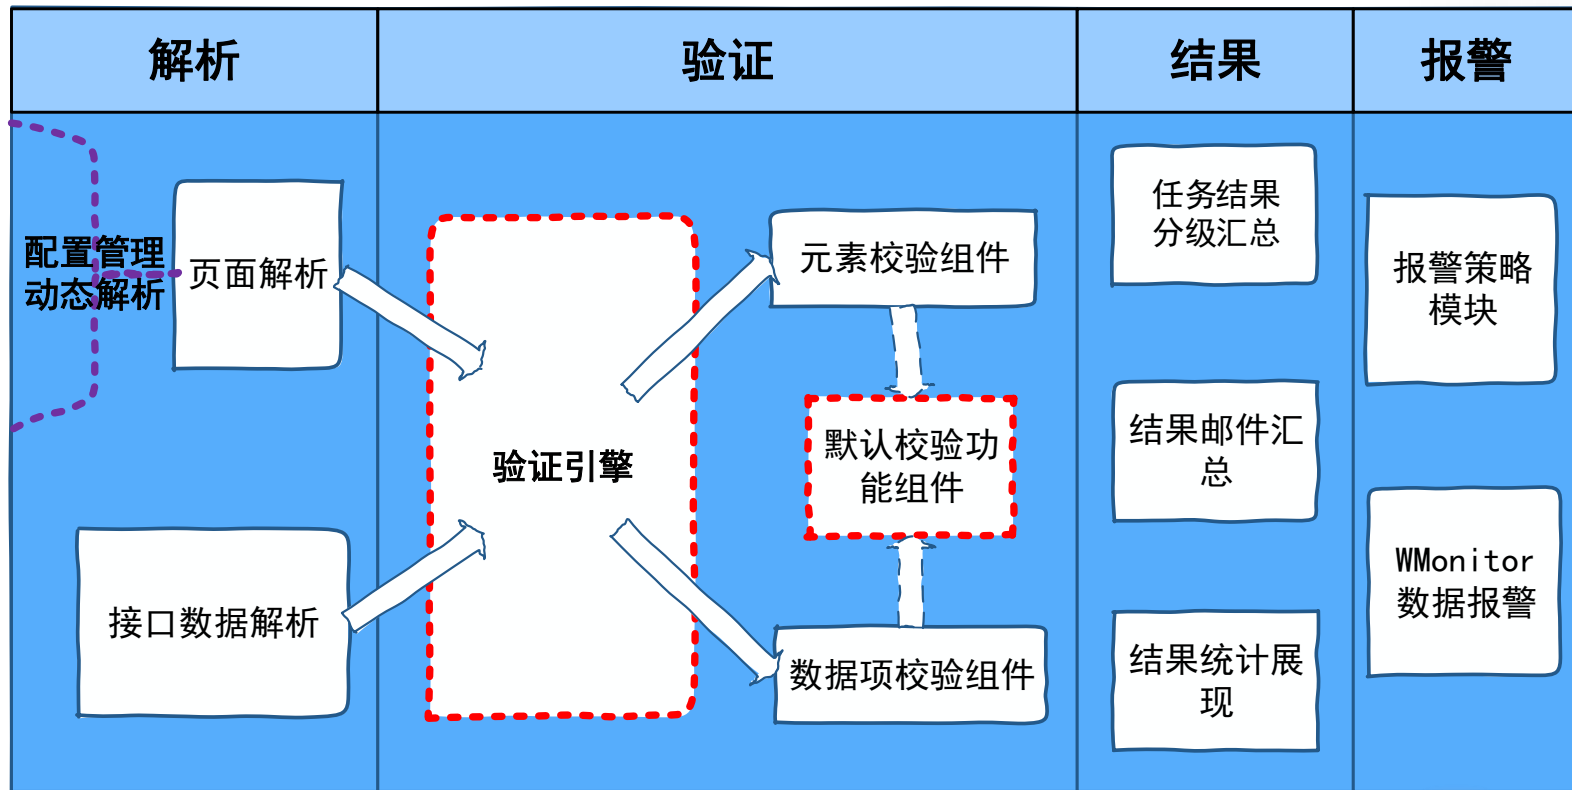 解析
验证
结果
报警
配置管理
动态解析
页面解析
接口数据解析
验证引擎
元素校验组件
默认校验功
能组件
数据项校验组件
任务结果
分级汇总
结果邮件汇
总
结果统计展
现
报警策略
模块
WMonitor
数据报警